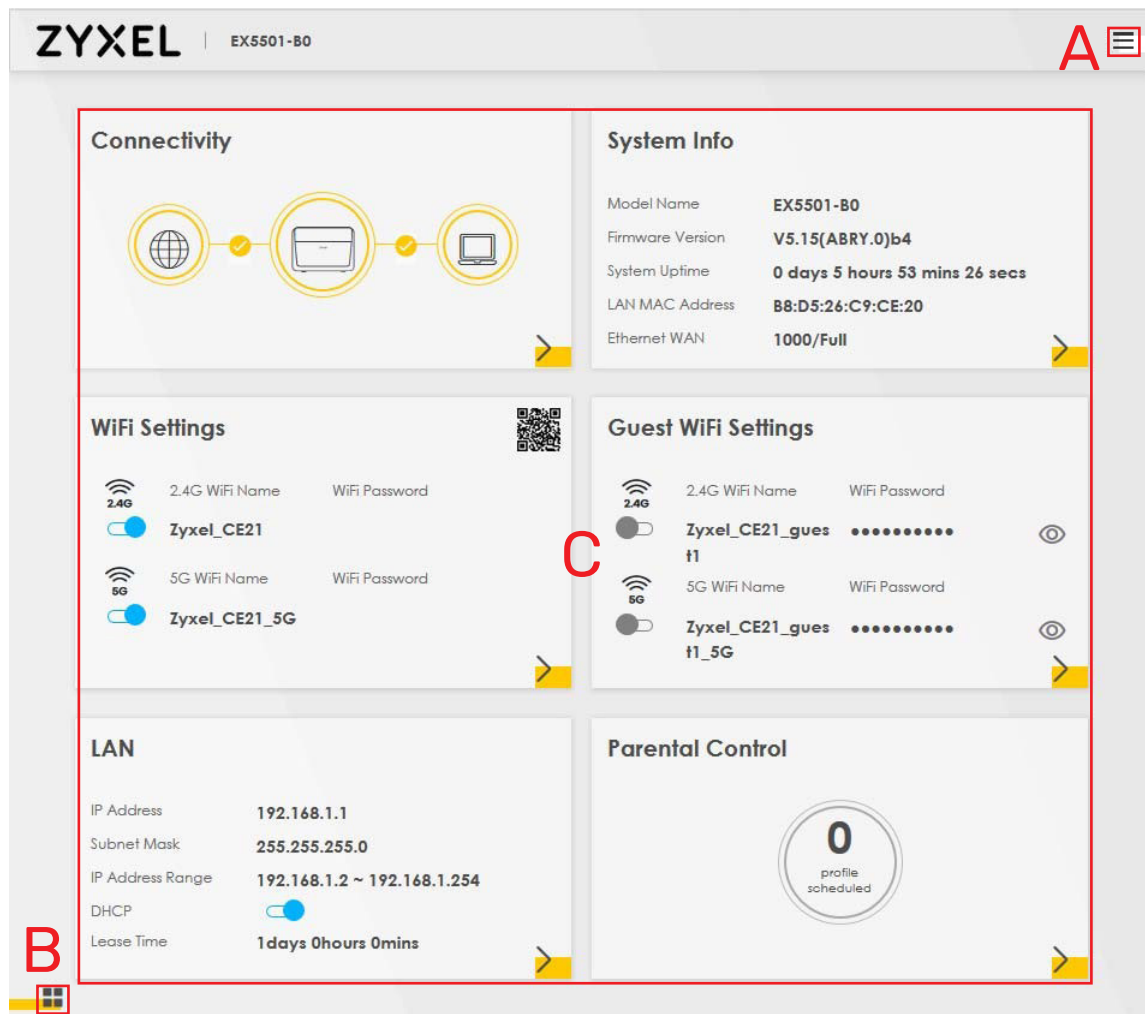 ZYXEL | EX5501-B0
A
Connectivity
System Info
Model Name EX5501-B0
Firmware Version V5.15(ABRY.0)b4
System Uptime 0 days 5 hours 53 mins 26 secs
LAN MAC Address B8:D5:26:C9:CE:20
Ethernet WAN 1000/Full
WiFi Settings
2.4G
2.4G WiFi Name WiFi Password
Zyxel_CE21
5G
5G WiFi Name WiFi Password
Zyxel_CE21_5G
C
Guest WiFi Settings
2.4G
2.4G WiFi Name WiFi Password
Zyxel_CE21_gues ●●●●●●●●●●
t1
5G
5G WiFi Name WiFi Password
Zyxel_CE21_gues ●●●●●●●●●●
t1_5G
LAN
IP Address 192.168.1.1
Subnet Mask 255.255.255.0
IP Address Range 192.168.1.2 ~ 192.168.1.254
DHCP
Lease Time 1days 0hours 0mins
Parental Control
0
profile
scheduled
B